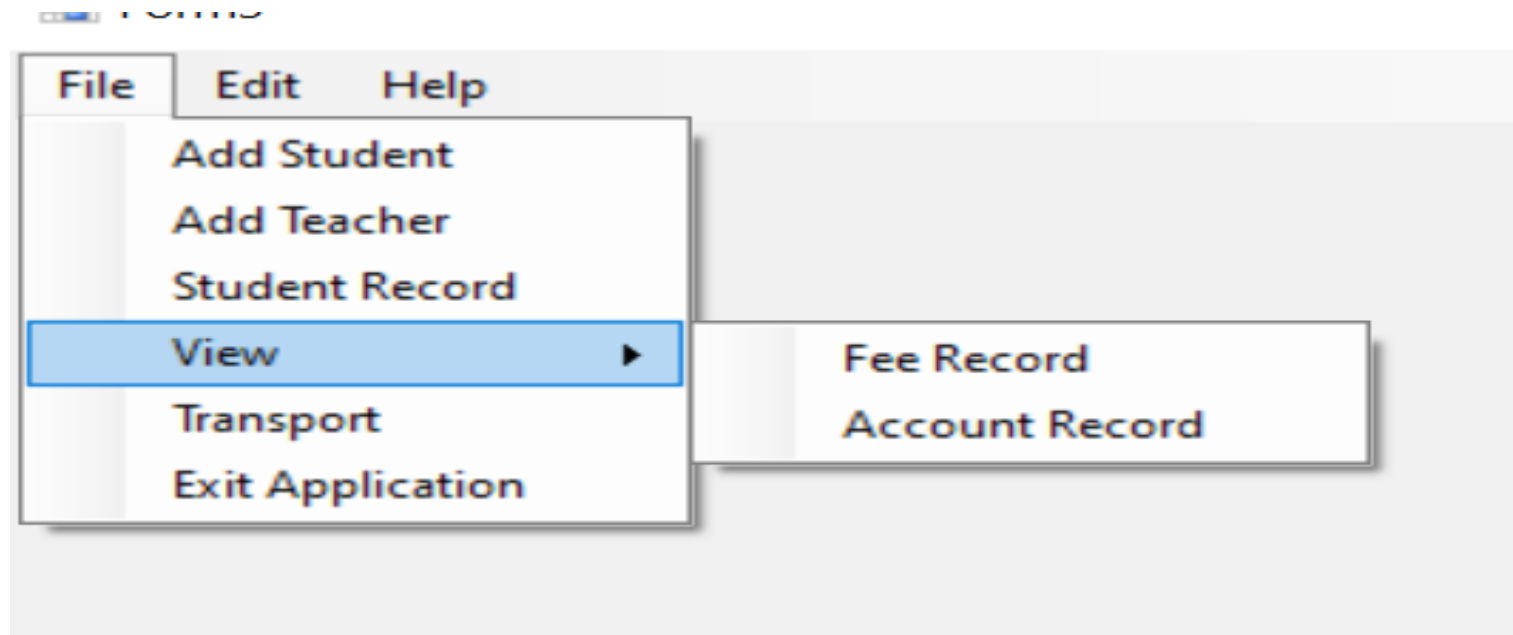 File Edit Help
Add Student
Add Teacher
Student Record
View
Fee Record
Transport
Account Record
Exit Application